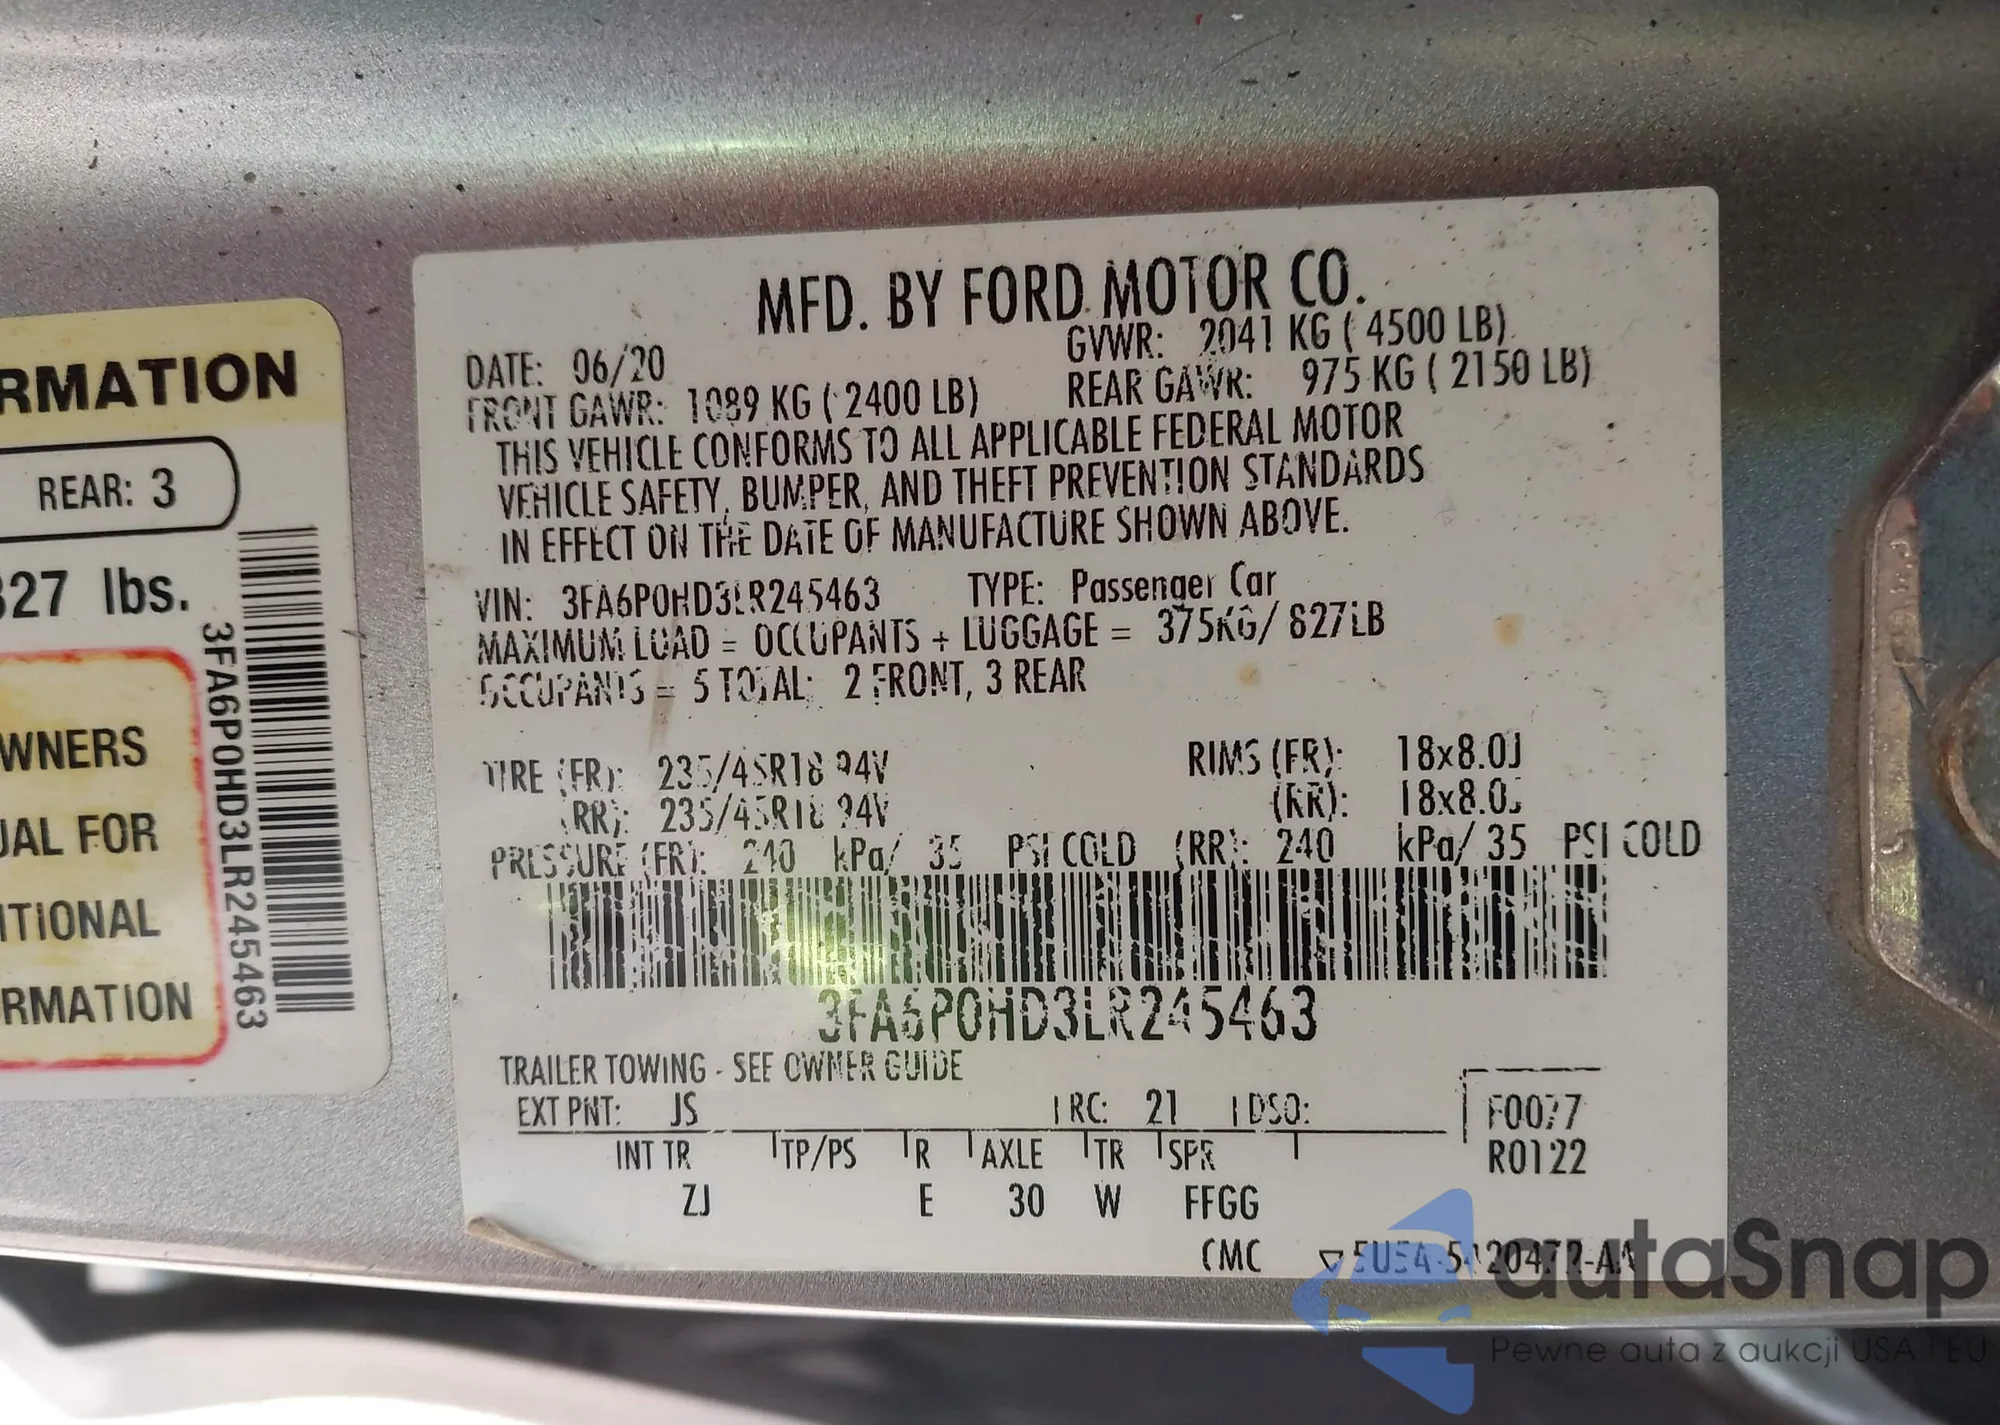 RMATION
REAR: 3
327 lbs.
WNERS
UAL FOR
ITIONAL
RMATION
3FA6P0HD3LR245463
MFD. BY FORD MOTOR CO.
DATE: 06/20
GVWR: 2041 KG ( 4500 LB)
FRONT GAWR: 1089 KG ( 2400 LB)
REAR GAWR: 975 KG ( 2150 LB)
THIS VEHICLE CONFORMS TO ALL APPLICABLE FEDERAL MOTOR
VEHICLE SAFETY, BUMPER, AND THEFT PREVENTION STANDARDS
IN EFFECT ON THE DATE OF MANUFACTURE SHOWN ABOVE.
VIN: 3FA6P0HD3LR245463 TYPE: Passenger Car
MAXIMUM LOAD = OCCUPANTS + LUGGAGE = 375KG/ 827LB
OCCUPANTS = 5 TOTAL: 2 FRONT, 3 REAR
TIRE (FR): 235/45R18 94V RIMS (FR): 18x8.0J
(RR): 235/45R18 94V (RR): 18x8.0J
PRESSURE (FR): 240 kPa/ 35 PSI COLD (RR): 240 kPa/ 35 PSI COLD
3FA6P0HD3LR245463
TRAILER TOWING - SEE OWNER GUIDE
EXT PNT: JS RC: 21 DSO:
F0077
INT TR TP/PS R AXLE TR SPR
R0122
ZJ E 30 W FFGG
CMC
autaSnap
Pewne auta z aukcji USA i EU